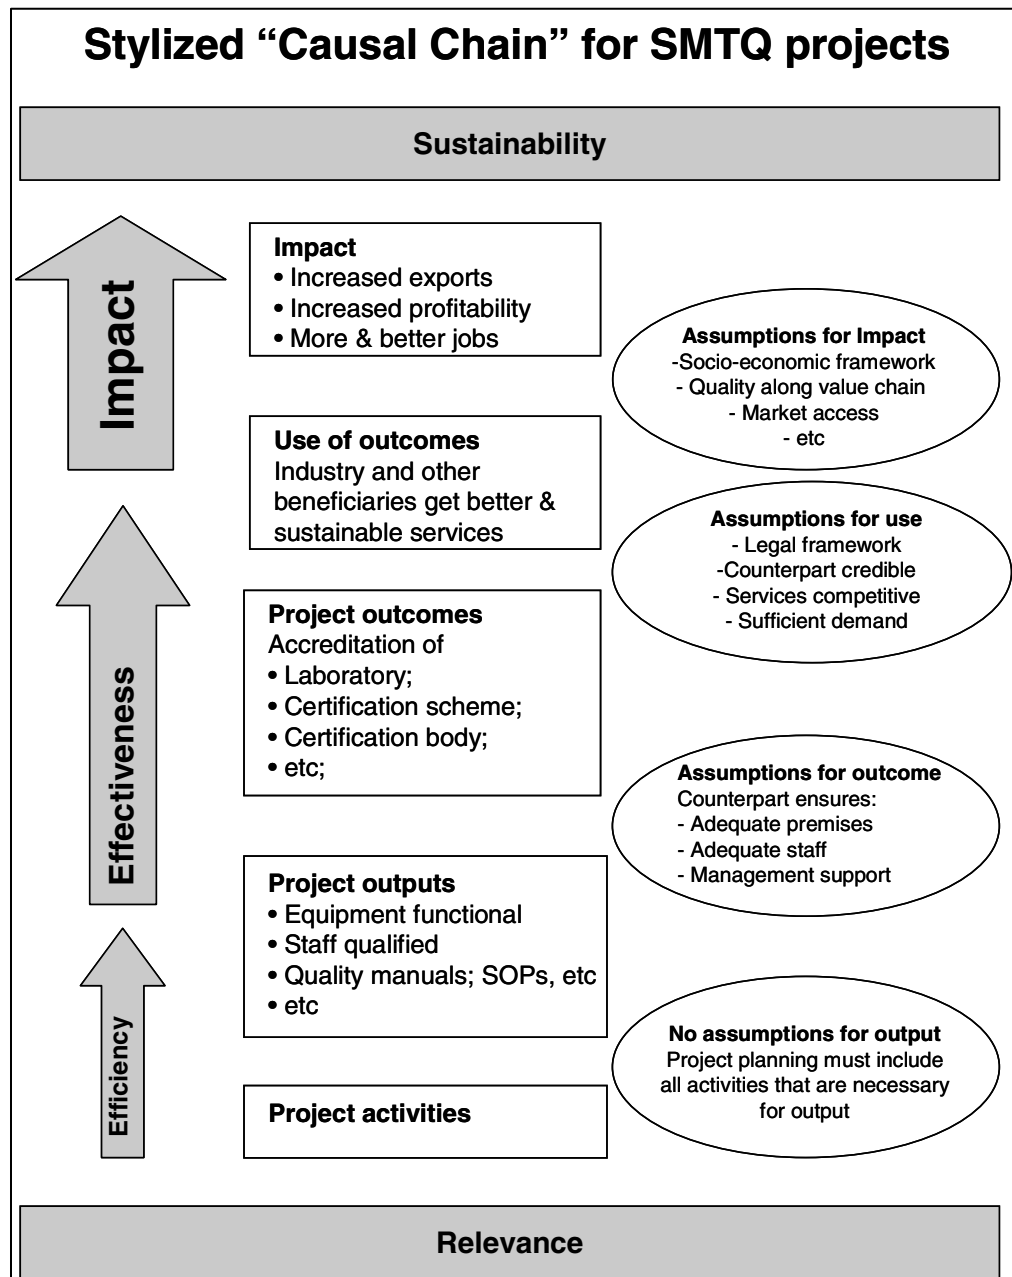 Stylized “Causal Chain” for SMTQ projects
Sustainability
Impact
Impact
• Increased exports
• Increased profitability
• More & better jobs
Assumptions for Impact
-Socio-economic framework
- Quality along value chain
- Market access
- etc
Use of outcomes
Industry and other
beneficiaries get better &
sustainable services
Assumptions for use
- Legal framework
-Counterpart credible
- Services competitive
- Sufficient demand
Effectiveness
Project outcomes
Accreditation of
• Laboratory;
• Certification scheme;
• Certification body;
• etc;
Assumptions for outcome
Counterpart ensures:
- Adequate premises
- Adequate staff
- Management support
Project outputs
• Equipment functional
• Staff qualified
• Quality manuals; SOPs, etc
• etc
Efficiency
No assumptions for output
Project planning must include
all activities that are necessary
for output
Project activities
Relevance